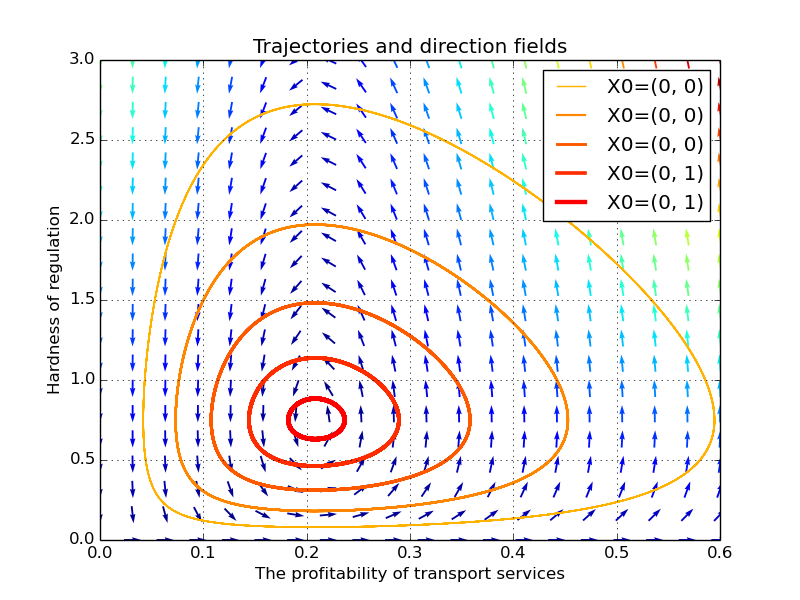 Trajectories and direction fields
X0=(0, 0)
X0=(0, 0)
X0=(0, 0)
X0=(0, 1)
X0=(0, 1)
Hardness of regulation
3.0
2.5
2.0
1.5
1.0
0.5
0.0
0.0 0.1 0.2 0.3 0.4 0.5 0.6
The profitability of transport services